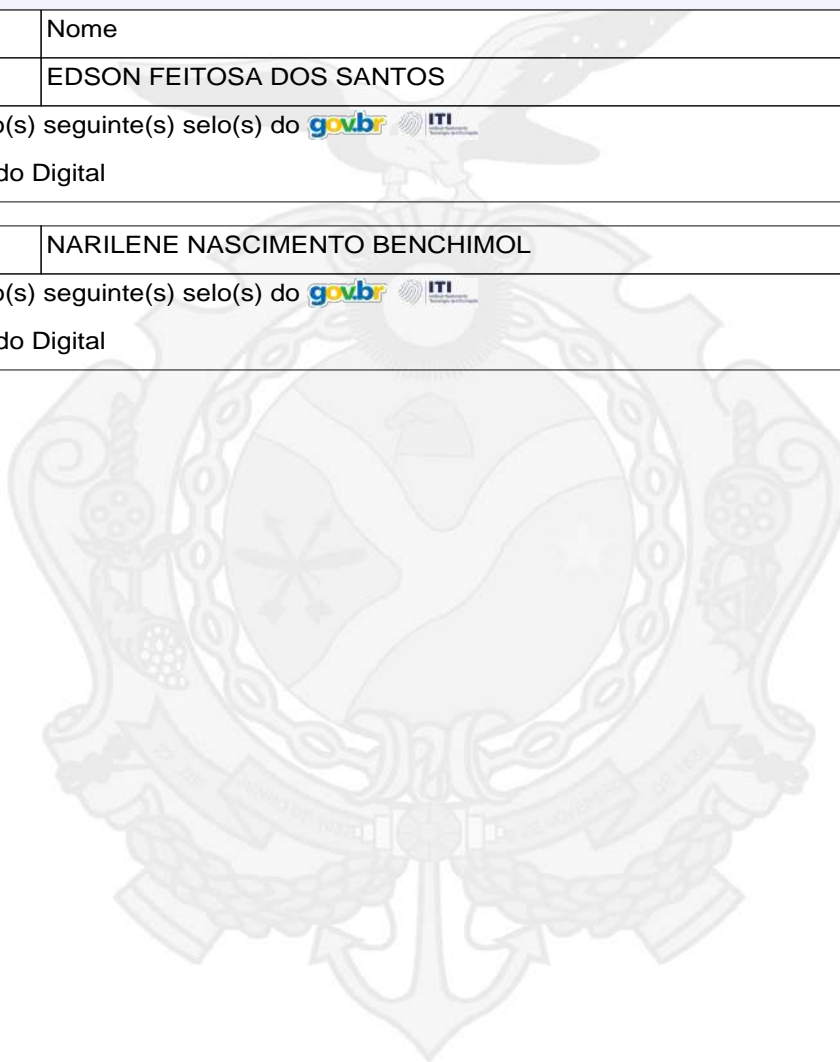 Nome
EDSON FEITOSA DOS SANTOS
o(s) seguinte(s) selo(s) do gov.br ITI
do Digital
NARILENE NASCIMENTO BENCHIMOL
o(s) seguinte(s) selo(s) do gov.br ITI
do Digital